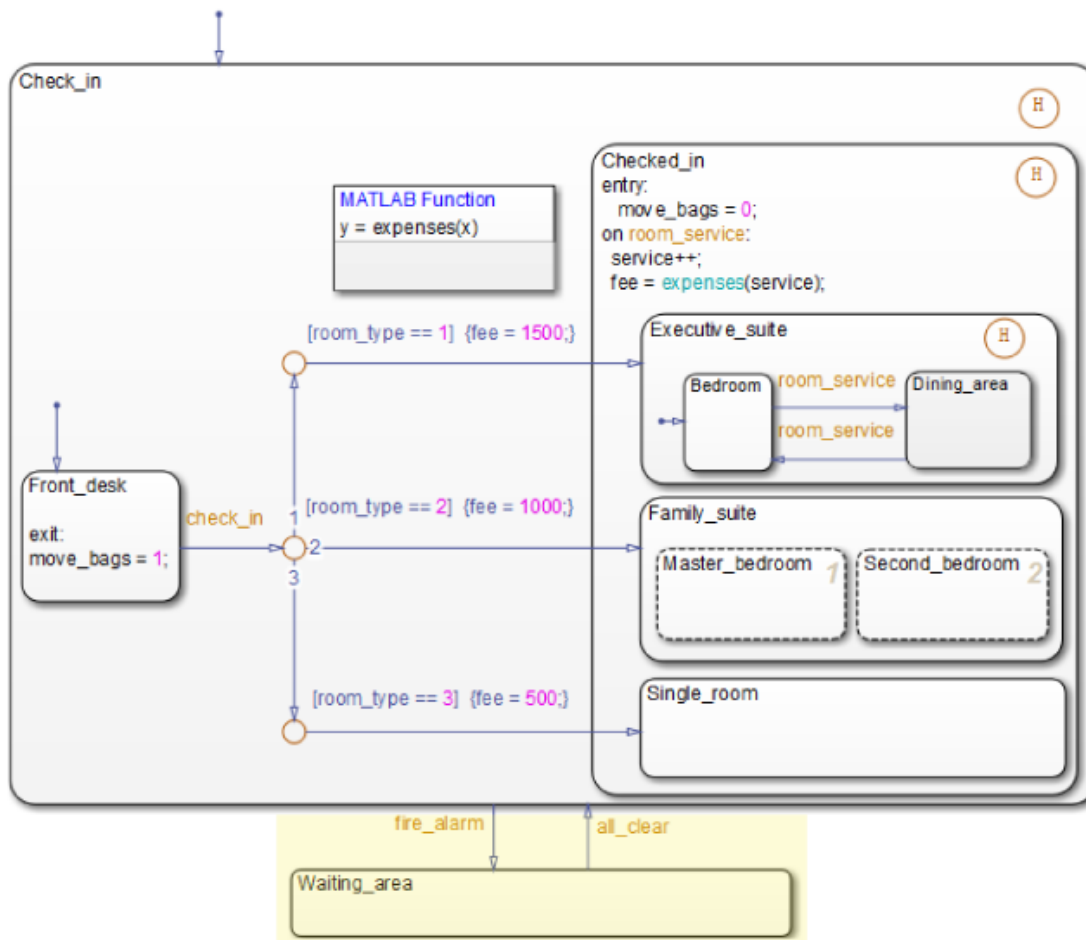 Check_in
H
MATLAB Function
y = expenses(x)
Checked_in
H
entry:
move_bags = 0;
on room_service:
service++;
fee = expenses(service);
[room_type == 1] {fee = 1500;}
Executive_suite
H
Bedroom
room_service
Dining_area
room_service
Front_desk
exit:
move_bags = 1;
check_in
1
2
3
[room_type == 2] {fee = 1000;}
Family_suite
Master_bedroom
1
Second_bedroom
2
[room_type == 3] {fee = 500;}
Single_room
fire_alarm
all_clear
Waiting_area